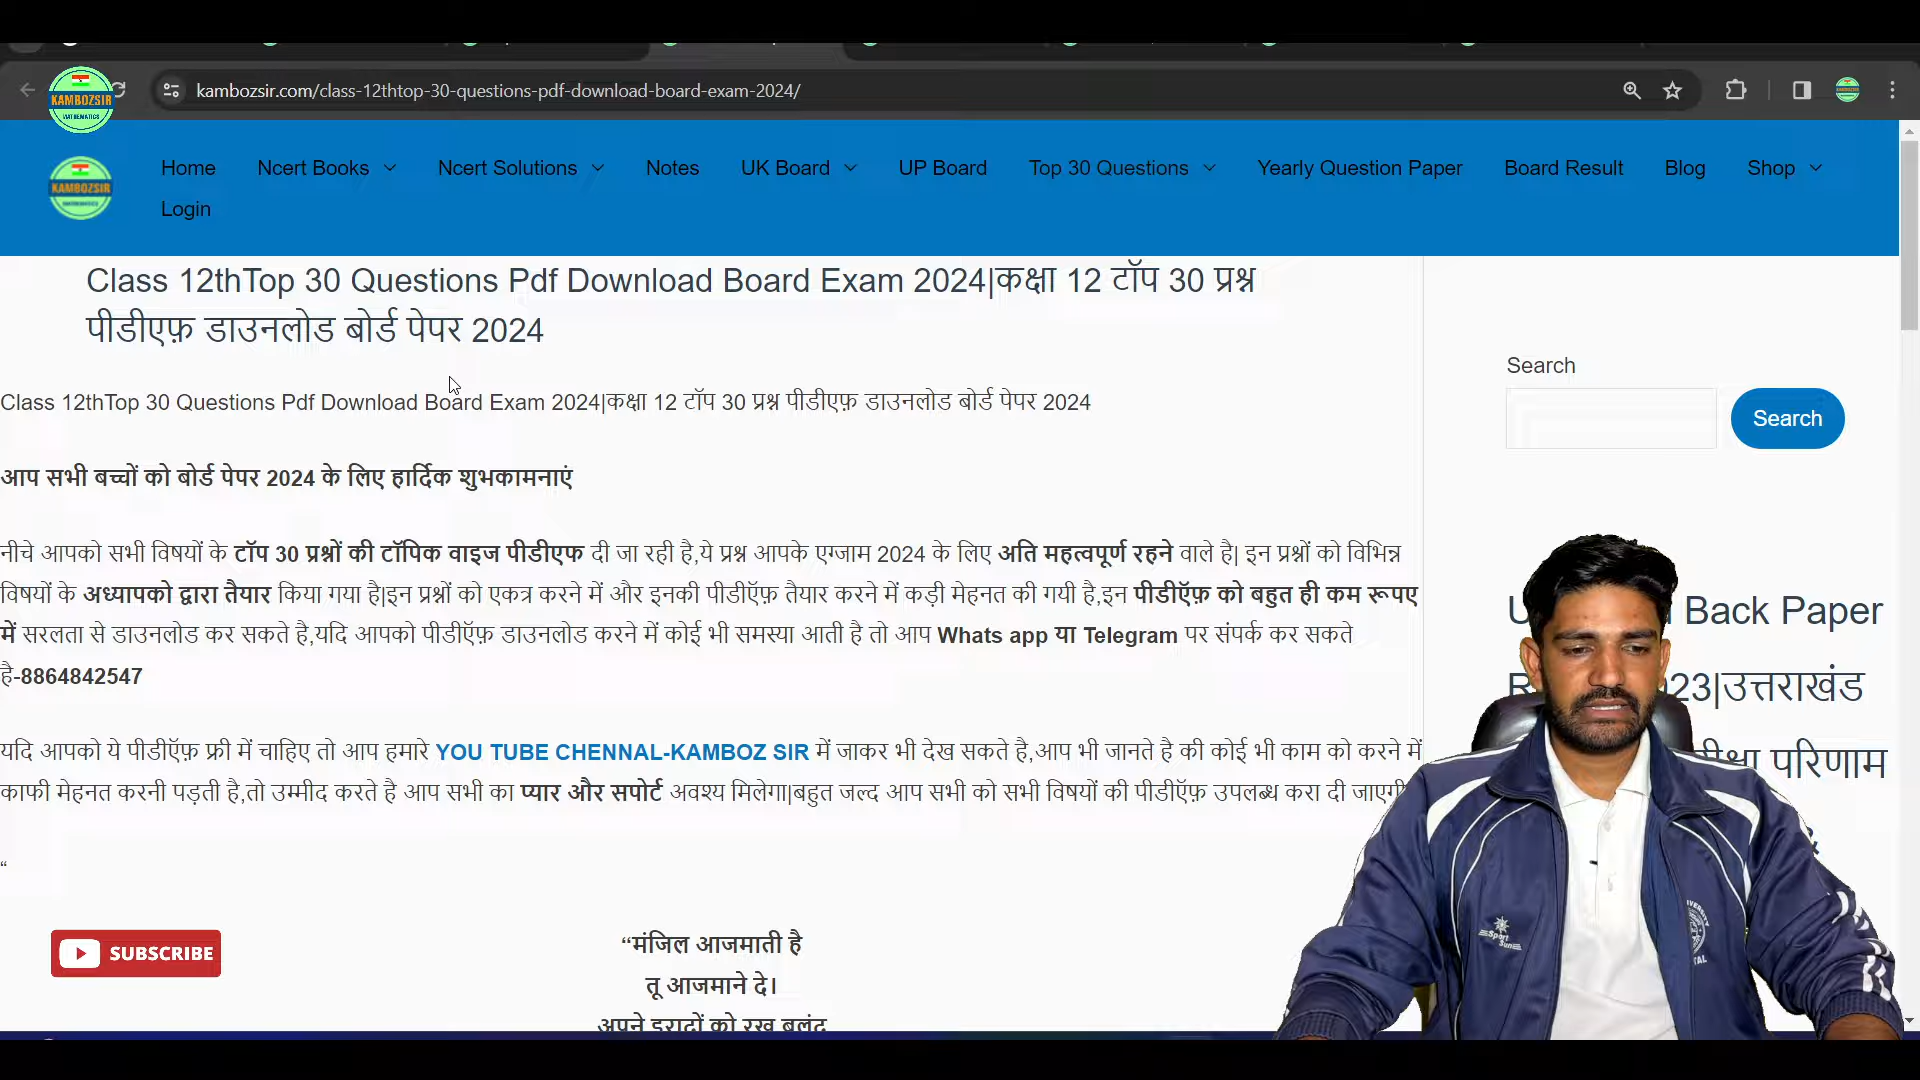 kambozsir.com/class-12thtop-30-questions-pdf-download-board-exam-2024/
KAMBOZSIR
MATHEMATICS
Home Ncert Books Ncert Solutions Notes UK Board UP Board Top 30 Questions Yearly Question Paper Board Result Blog Shop
Login
KAMBOZSIR
MATHEMATICS
Class 12thTop 30 Questions Pdf Download Board Exam 2024|कक्षा 12 टॉप 30 प्रश्न
पीडीएफ़ डाउनलोड बोर्ड पेपर 2024
Class 12thTop 30 Questions Pdf Download Board Exam 2024|कक्षा 12 टॉप 30 प्रश्न पीडीएफ़ डाउनलोड बोर्ड पेपर 2024
आप सभी बच्चों को बोर्ड पेपर 2024 के लिए हार्दिक शुभकामनाएं
नीचे आपको सभी विषयों के टॉप 30 प्रश्नों की टॉपिक वाइज पीडीएफ दी जा रही है,ये प्रश्न आपके एग्जाम 2024 के लिए अति महत्वपूर्ण रहने वाले है| इन प्रश्नों को विभिन्न
विषयों के अध्यापको द्वारा तैयार किया गया है|इन प्रश्नों को एकत्र करने में और इनकी पीडीऍफ़ तैयार करने में कड़ी मेहनत की गयी है,इन पीडीऍफ़ को बहुत ही कम रूपए
में सरलता से डाउनलोड कर सकते है,यदि आपको पीडीऍफ़ डाउनलोड करने में कोई भी समस्या आती है तो आप Whats app या Telegram पर संपर्क कर सकते
है-8864842547
यदि आपको ये पीडीऍफ़ फ्री में चाहिए तो आप हमारे YOU TUBE CHENNAL-KAMBOZ SIR में जाकर भी देख सकते है,आप भी जानते है की कोई भी काम को करने में
काफी मेहनत करनी पड़ती है,तो उम्मीद करते है आप सभी का प्यार और सपोर्ट अवश्य मिलेगा|बहुत जल्द आप सभी को सभी विषयों की पीडीऍफ़ उपलब्ध करा दी जाएगी
“
“मंजिल आजमाती है
तू आजमाने दे।
अपने इरादों को रख बुलंद
SUBSCRIBE
Search
Search
Back Paper
23|उत्तराखंड
परिणाम
Sport Sun